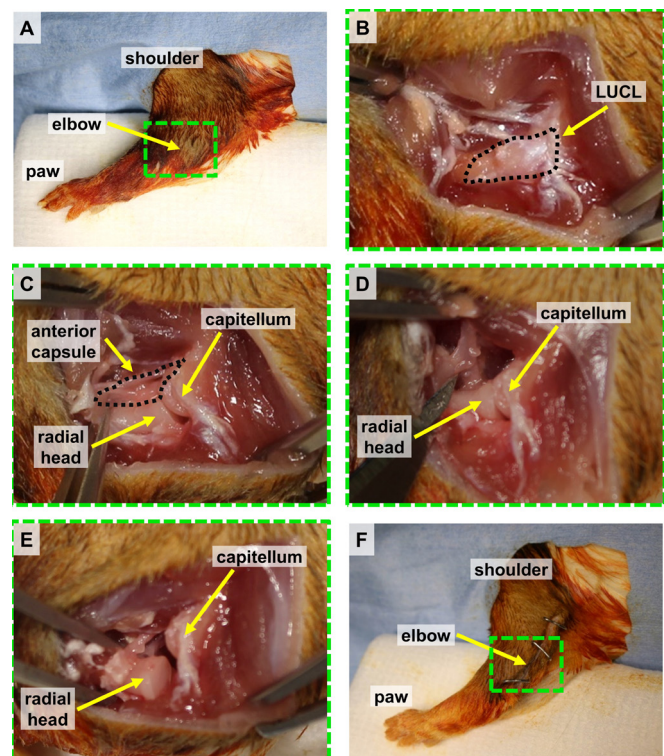 A
shoulder
elbow
paw
B
LUCL
C
anterior
capsule
capitellum
radial
head
D
capitellum
radial
head
E
capitellum
radial
head
F
shoulder
elbow
paw